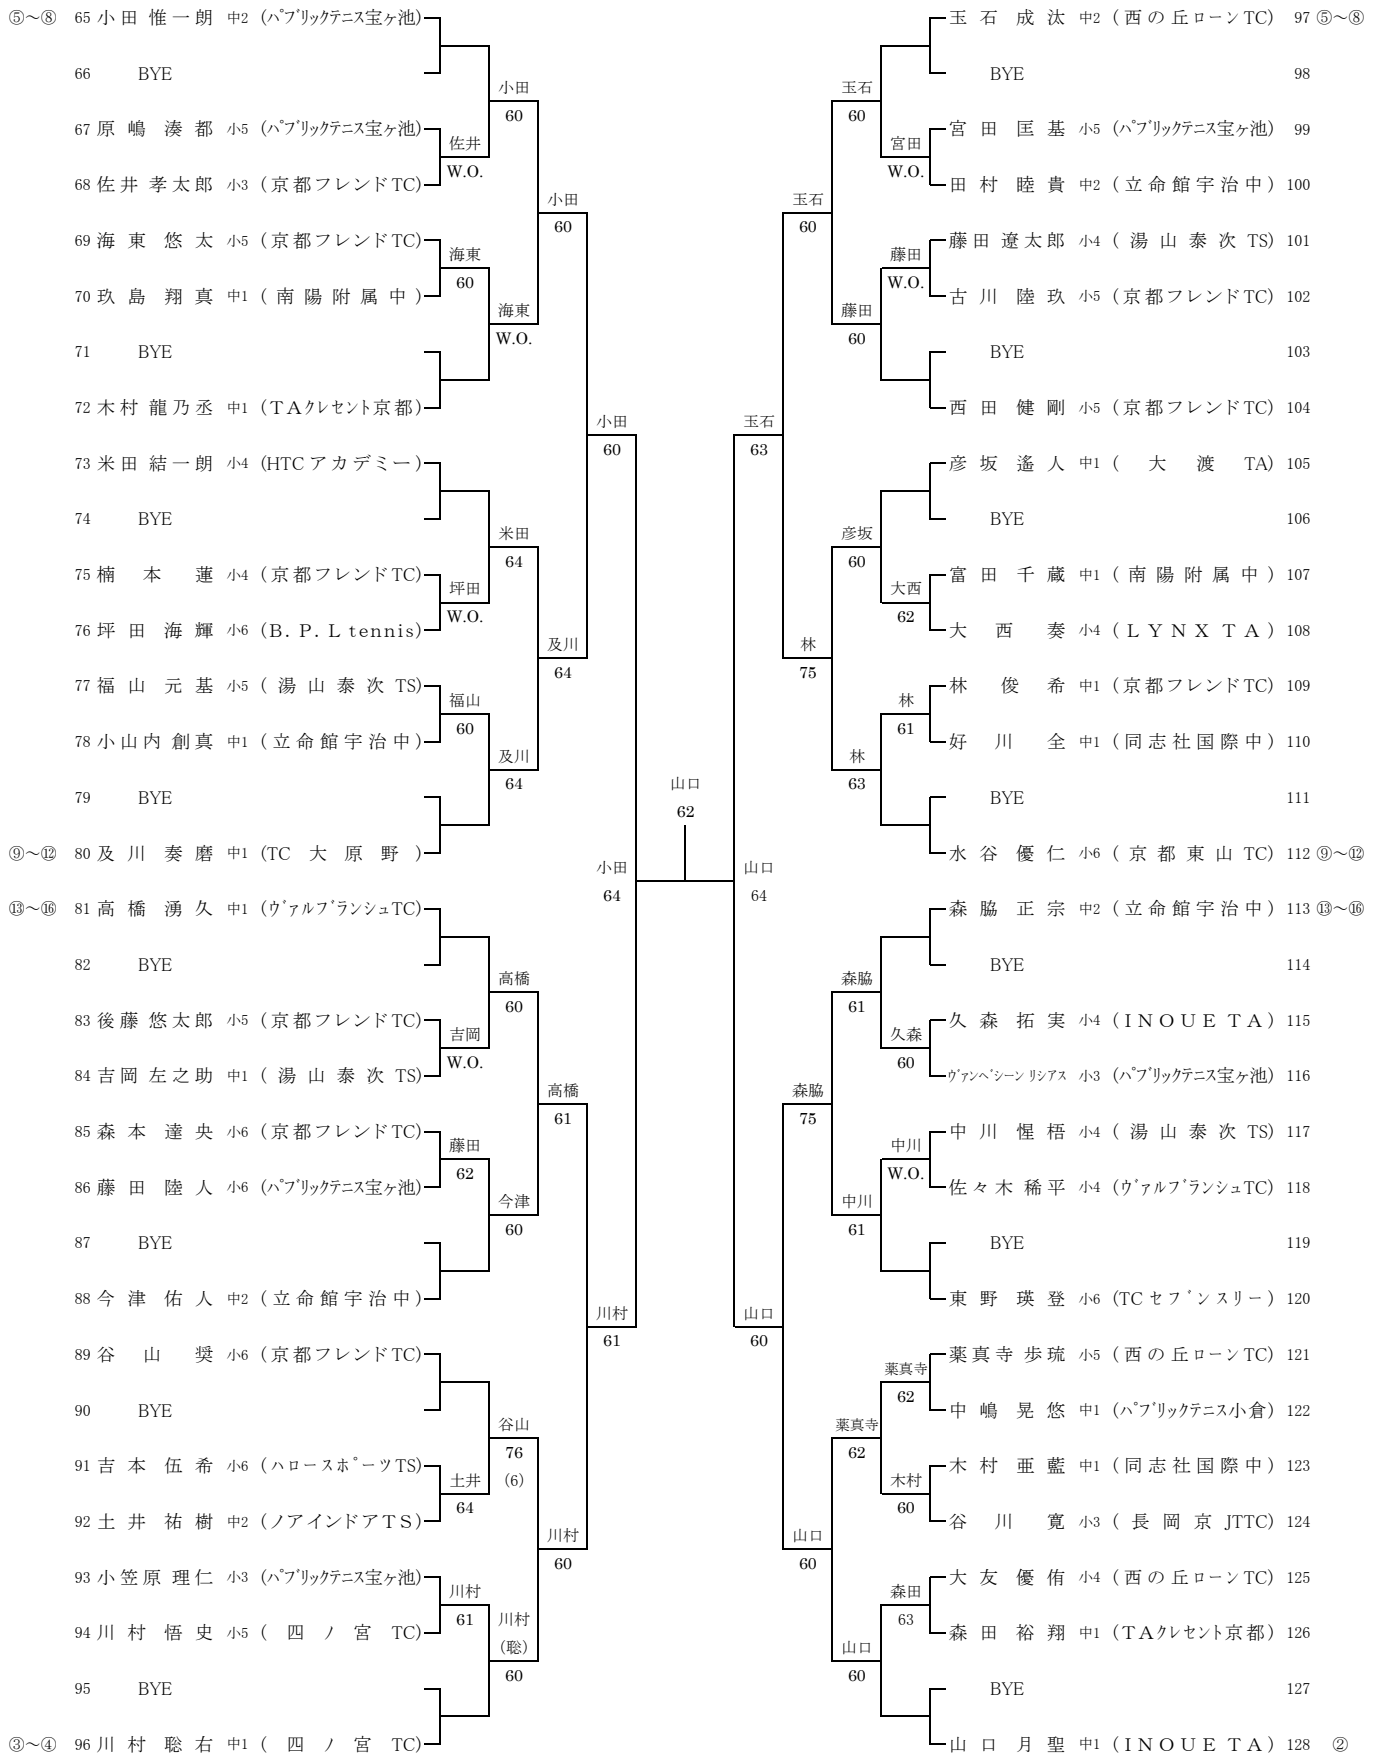 ⑤～⑧ 65 小田惟一朗 中2 (パブリックテニス宝ヶ池)
66 BYE
67 原嶋湊都 小5 (パブリックテニス宝ヶ池)
68 佐井孝太郎 小3 (京都フレンドTC)
69 海東悠太 小5 (京都フレンドTC)
70 玖島翔真 中1 (南陽附属中)
71 BYE
72 木村龍乃丞 中1 (TAクレセント京都)
73 米田結一朗 小4 (HTCアカデミー)
74 BYE
75 楠本蓮 小4 (京都フレンドTC)
76 坪田海輝 小6 (B.P.L tennis)
77 福山元基 小5 (湯山泰次TS)
78 小山内創真 中1 (立命館宇治中)
79 BYE
⑨～⑫ 80 及川奏磨 中1 (TC大原野)
⑬～⑯ 81 高橋湧久 中1 (ヴァルブランシュTC)
82 BYE
83 後藤悠太郎 小5 (京都フレンドTC)
84 吉岡左之助 中1 (湯山泰次TS)
85 森本達央 小6 (京都フレンドTC)
86 藤田陸人 小6 (パブリックテニス宝ヶ池)
87 BYE
88 今津佑人 中2 (立命館宇治中)
89 谷山奨 小6 (京都フレンドTC)
90 BYE
91 吉本伍希 小6 (ハロースポーツTS)
92 土井祐樹 中2 (ノアインドアTS)
93 小笠原理仁 小3 (パブリックテニス宝ヶ池)
94 川村悟史 小5 (四ノ宮TC)
95 BYE
③～④ 96 川村聡右 中1 (四ノ宮TC)
佐井
W.O.
海東
60
坪田
W.O.
福山
60
吉岡
W.O.
藤田
62
土井
64
川村
61
小田
60
海東
W.O.
米田
64
及川
64
高橋
60
今津
60
谷山
76
(6)
川村
(聡)
60
小田
60
及川
64
高橋
61
川村
60
小田
60
川村
61
小田
64
山口
62
山口
64
玉石
63
山口
60
玉石
60
林
75
森脇
75
山口
60
玉石
60
藤田
60
彦坂
60
林
63
森脇
61
中川
61
薬真寺
62
山口
60
宮田
W.O.
藤田
W.O.
大西
62
林
61
久森
60
中川
W.O.
薬真寺
62
木村
60
森田
63
玉石成汰 中2 (西の丘ローンTC) 97 ⑤～⑧
BYE 98
宮田匡基 小5 (パブリックテニス宝ヶ池) 99
田村睦貴 中2 (立命館宇治中) 100
藤田遼太郎 小4 (湯山泰次TS) 101
古川陸玖 小5 (京都フレンドTC) 102
BYE 103
西田健剛 小5 (京都フレンドTC) 104
彦坂遙人 中1 (大渡TA) 105
BYE 106
富田千蔵 中1 (南陽附属中) 107
大西奏 小4 (LYNXTA) 108
林俊希 中1 (京都フレンドTC) 109
好川全 中1 (同志社国際中) 110
BYE 111
水谷優仁 小6 (京都東山TC) 112 ⑨～⑫
森脇正宗 中2 (立命館宇治中) 113 ⑬～⑯
BYE 114
久森拓実 小4 (INOUETA) 115
ヴァンヘシーン リシアス 小3 (パブリックテニス宝ヶ池) 116
中川惺梧 小4 (湯山泰次TS) 117
佐々木稀平 小4 (ヴァルブランシュTC) 118
BYE 119
東野瑛登 小6 (TCセブンスリー) 120
薬真寺歩琉 小5 (西の丘ローンTC) 121
中嶋晃悠 中1 (パブリックテニス小倉) 122
木村亜藍 中1 (同志社国際中) 123
谷川寛 小3 (長岡京JTTC) 124
大友優侑 小4 (西の丘ローンTC) 125
森田裕翔 中1 (TAクレセント京都) 126
BYE 127
山口月聖 中1 (INOUETA) 128 ②